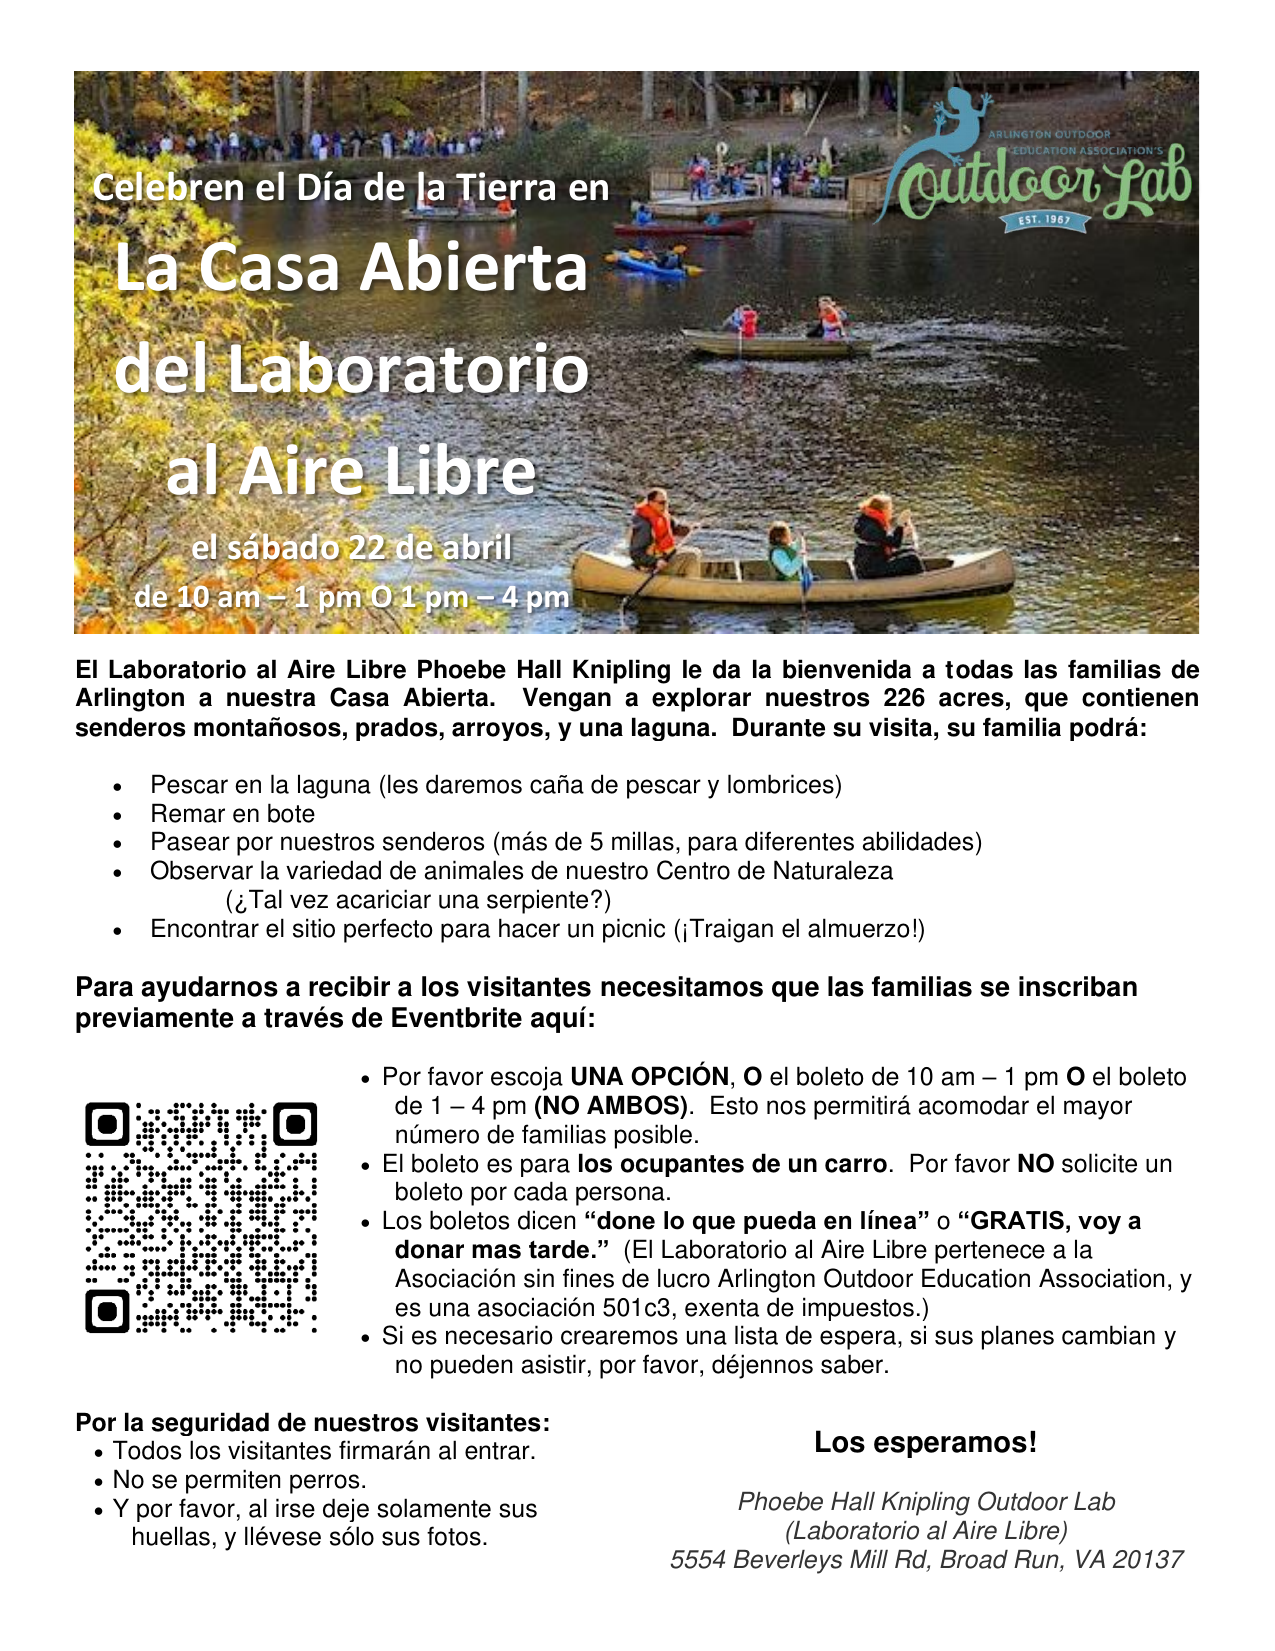 ARLINGTON OUTDOOR
EDUCATION ASSOCIATION'S
Outdoor Lab
EST. 1967
Celebren el Día de la Tierra en
La Casa Abierta
del Laboratorio
al Aire Libre
el sábado 22 de abril
de 10 am – 1 pm O 1 pm – 4 pm
El Laboratorio al Aire Libre Phoebe Hall Knipling le da la bienvenida a todas las familias de
Arlington a nuestra Casa Abierta. Vengan a explorar nuestros 226 acres, que contienen
senderos montañosos, prados, arroyos, y una laguna. Durante su visita, su familia podrá:
• Pescar en la laguna (les daremos caña de pescar y lombrices)
• Remar en bote
• Pasear por nuestros senderos (más de 5 millas, para diferentes abilidades)
• Observar la variedad de animales de nuestro Centro de Naturaleza
(¿Tal vez acariciar una serpiente?)
• Encontrar el sitio perfecto para hacer un picnic (¡Traigan el almuerzo!)
Para ayudarnos a recibir a los visitantes necesitamos que las familias se inscriban
previamente a través de Eventbrite aquí:
• Por favor escoja UNA OPCIÓN, O el boleto de 10 am – 1 pm O el boleto
de 1 – 4 pm (NO AMBOS). Esto nos permitirá acomodar el mayor
número de familias posible.
• El boleto es para los ocupantes de un carro. Por favor NO solicite un
boleto por cada persona.
• Los boletos dicen “done lo que pueda en línea” o “GRATIS, voy a
donar mas tarde.” (El Laboratorio al Aire Libre pertenece a la
Asociación sin fines de lucro Arlington Outdoor Education Association, y
es una asociación 501c3, exenta de impuestos.)
• Si es necesario crearemos una lista de espera, si sus planes cambian y
no pueden asistir, por favor, déjennos saber.
Por la seguridad de nuestros visitantes:
• Todos los visitantes firmarán al entrar.
• No se permiten perros.
• Y por favor, al irse deje solamente sus
huellas, y llévese sólo sus fotos.
Los esperamos!
Phoebe Hall Knipling Outdoor Lab
(Laboratorio al Aire Libre)
5554 Beverleys Mill Rd, Broad Run, VA 20137